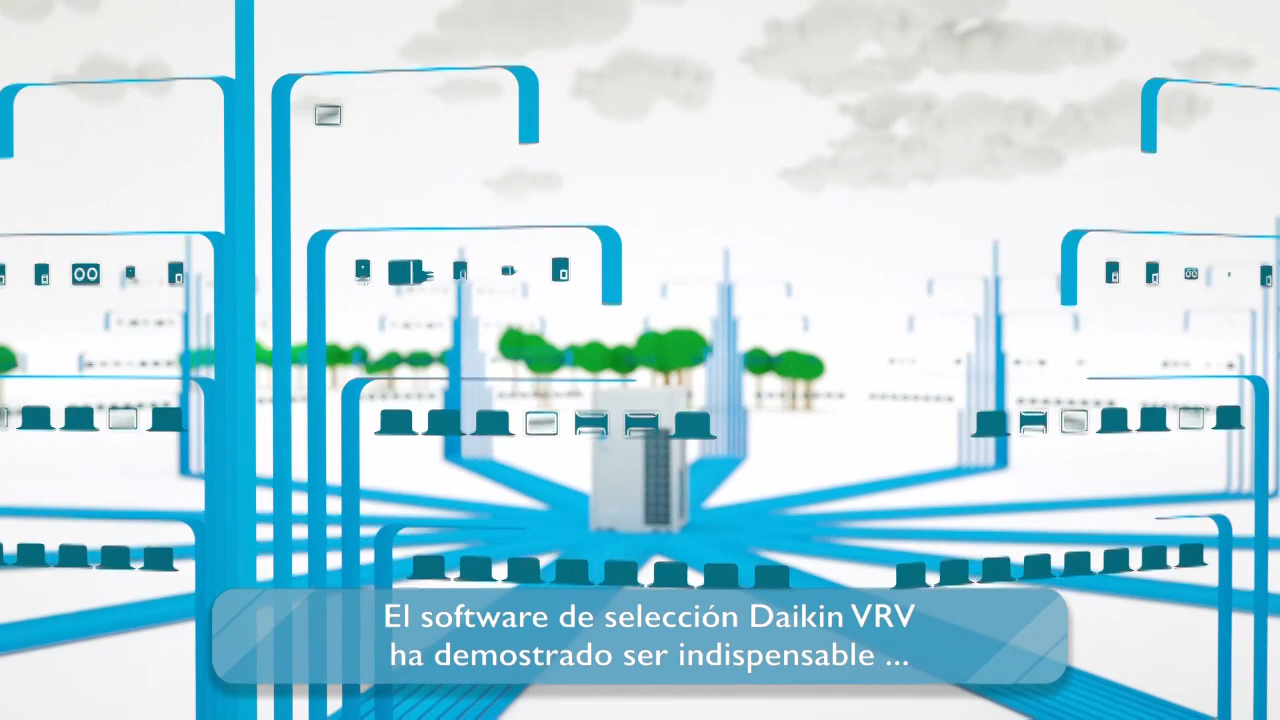 El software de selección Daikin VRV
ha demostrado ser indispensable ...